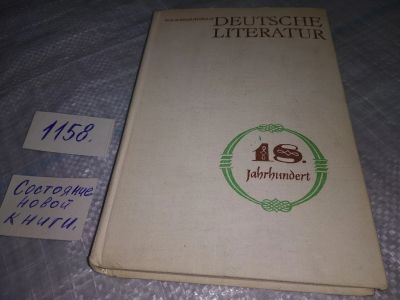 DEUTSCHE
LITERATUR
18.
Jahrhundert
1158.
Состояние
новой
книги.